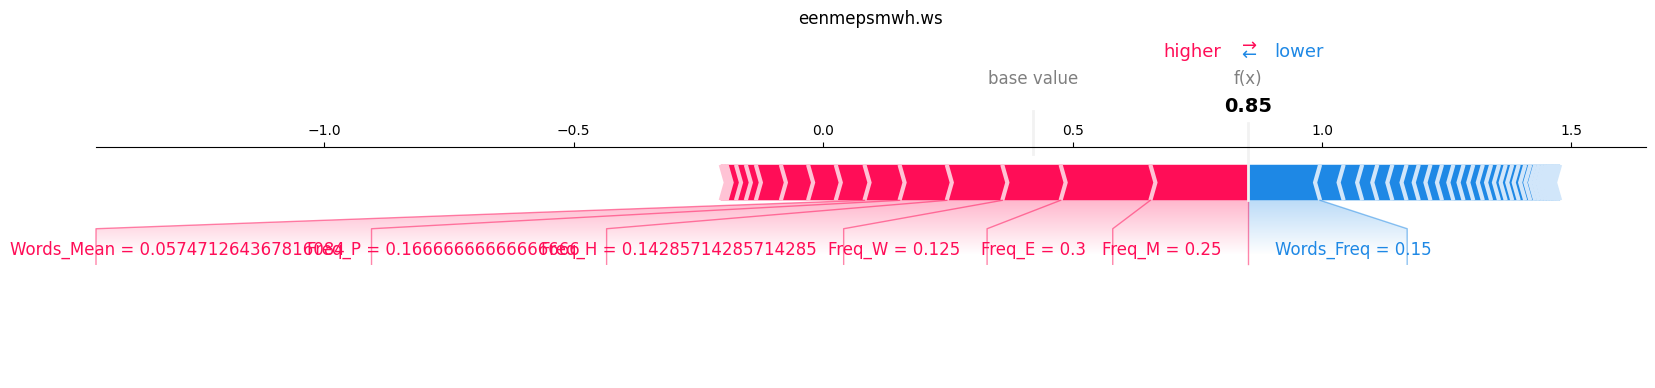 eenmepsmwh.ws
higher ⇄ lower
base value f(x)
0.85
−1.0 −0.5 0.0 0.5 1.0 1.5
Words_Mean = 0.057471264367816084 Freq_P = 0.16666666666666666 Freq_H = 0.14285714285714285 Freq_W = 0.125 Freq_E = 0.3 Freq_M = 0.25 Words_Freq = 0.15